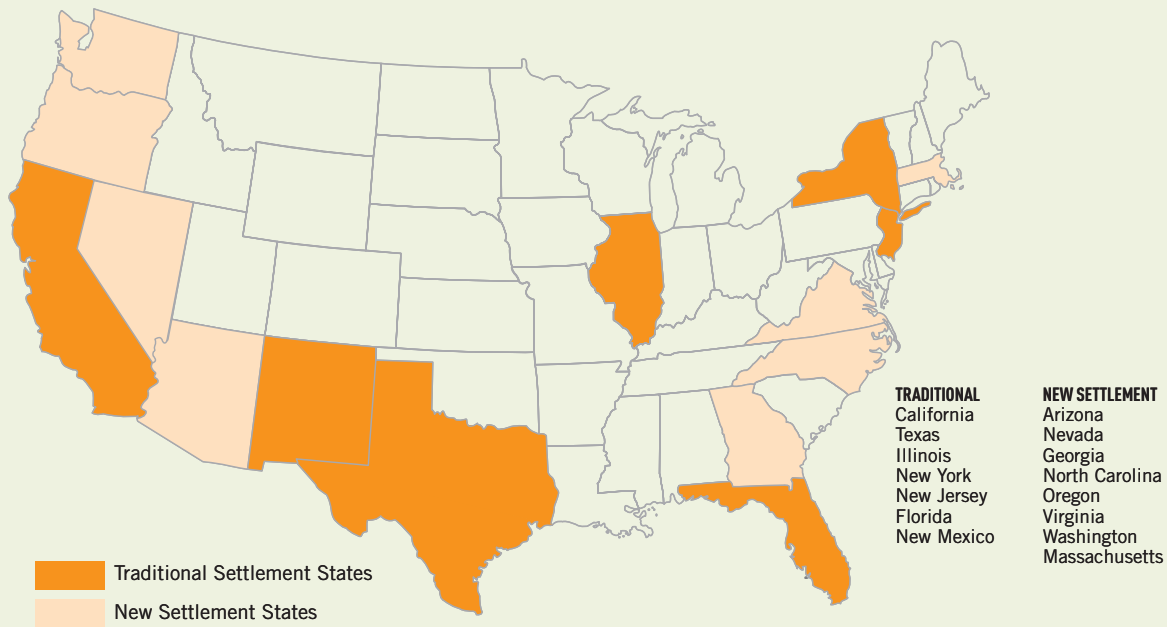 TRADITIONAL
California
Texas
Illinois
New York
New Jersey
Florida
New Mexico
NEW SETTLEMENT
Arizona
Nevada
Georgia
North Carolina
Oregon
Virginia
Washington
Massachusetts
Traditional Settlement States
New Settlement States